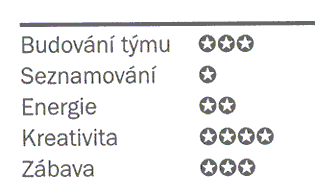 Budování týmu ✪✪✪
Seznamování ✪
Energie ✪✪
Kreativita ✪✪✪✪
Zábava ✪✪✪